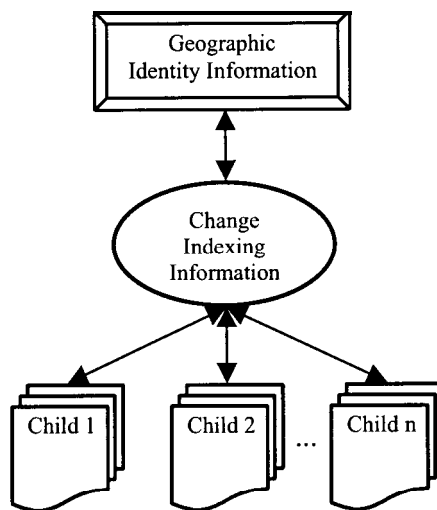 Geographic
Identity Information
Change
Indexing
Information
Child 1
Child 2
...
Child n